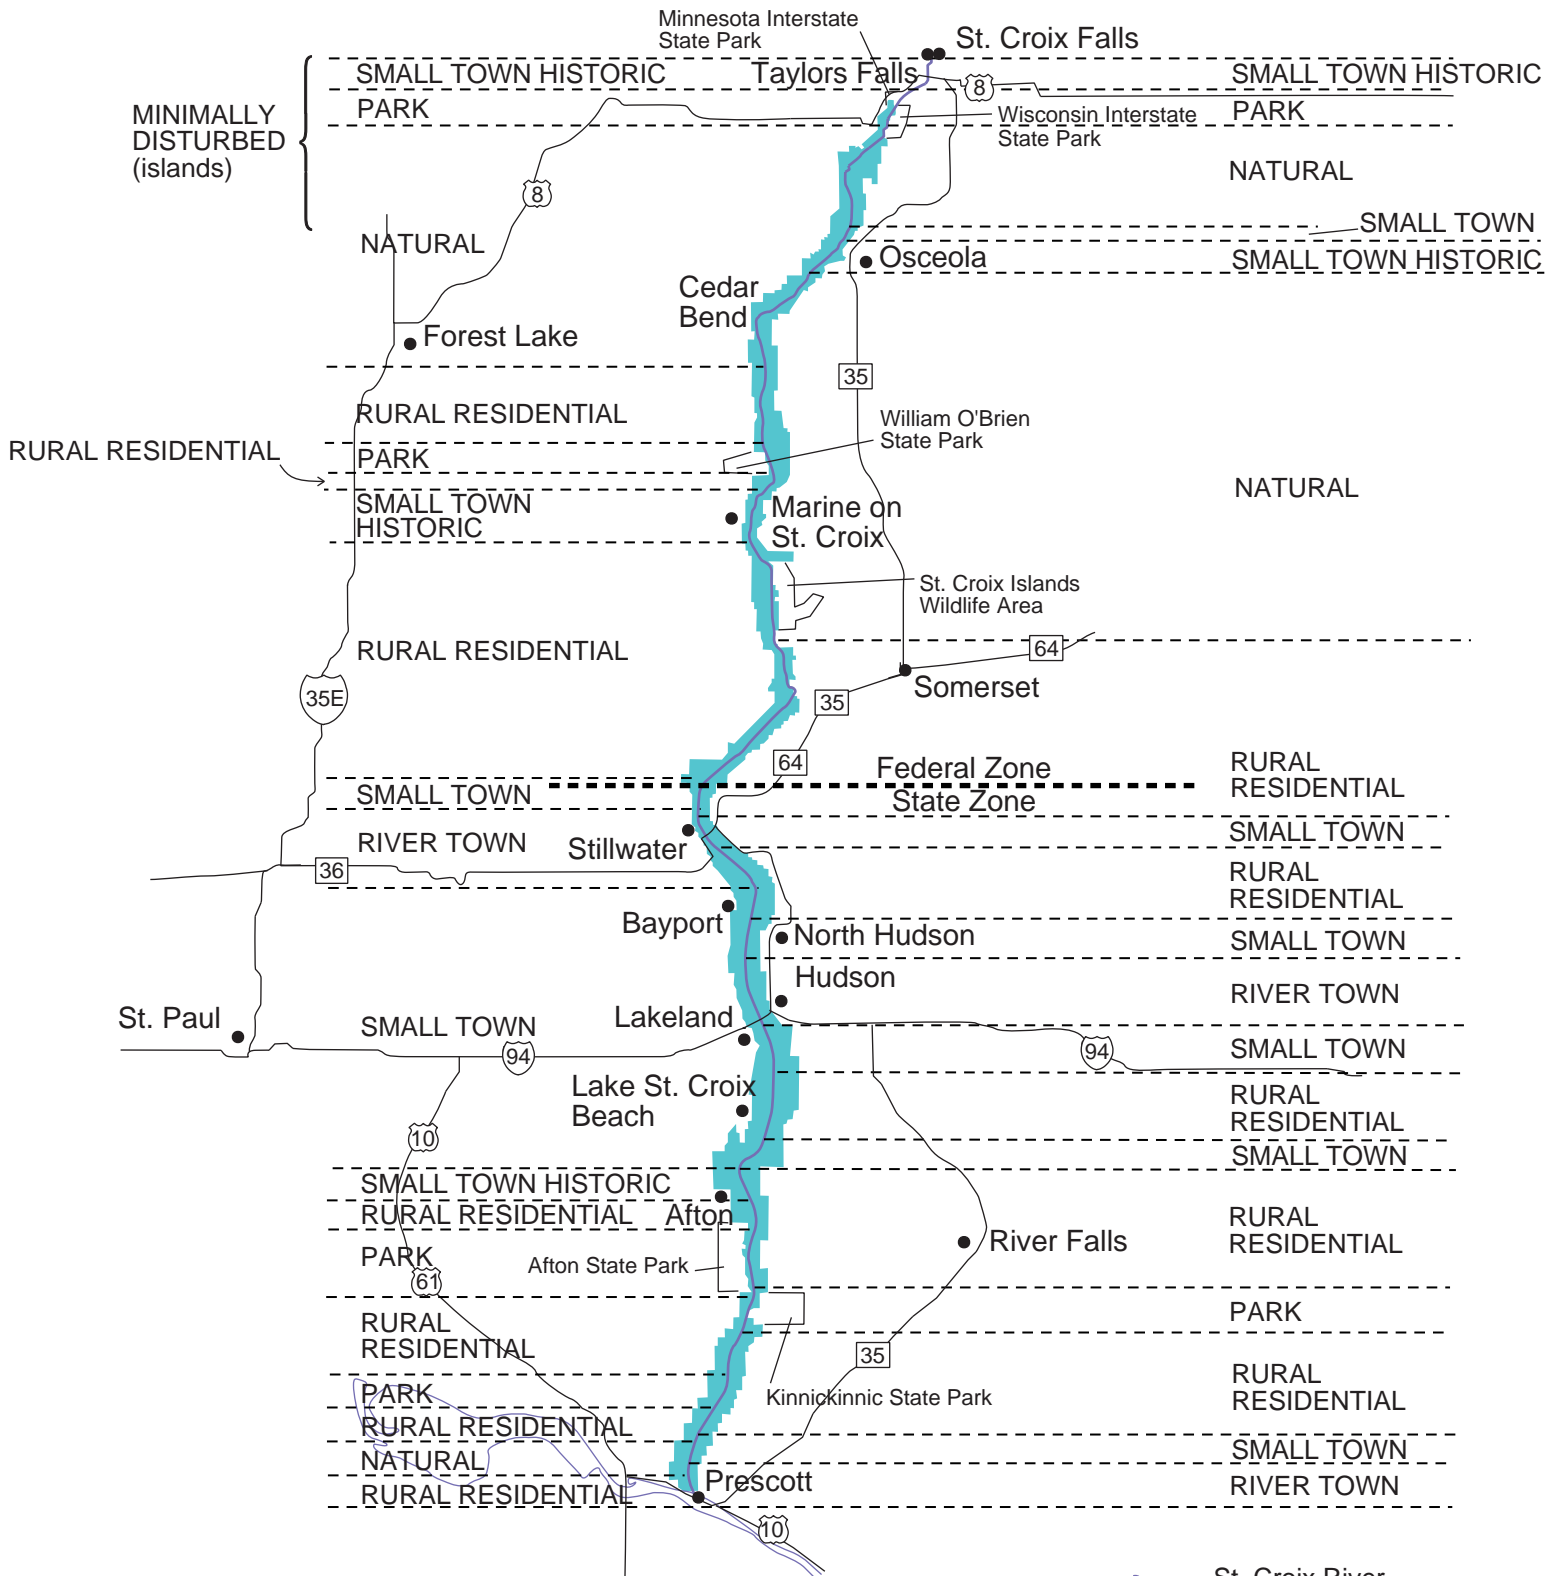 Minnesota Interstate
State Park
St. Croix Falls
SMALL TOWN HISTORIC
Taylors Falls
SMALL TOWN HISTORIC
8
MINIMALLY
DISTURBED
(islands)
PARK
Wisconsin Interstate
State Park
PARK
NATURAL
8
SMALL TOWN
NATURAL
Osceola
SMALL TOWN HISTORIC
Cedar
Bend
Forest Lake
35
RURAL RESIDENTIAL
William O'Brien
State Park
RURAL RESIDENTIAL
PARK
NATURAL
SMALL TOWN
HISTORIC
Marine on
St. Croix
St. Croix Islands
Wildlife Area
RURAL RESIDENTIAL
64
Somerset
35E
35
64
Federal Zone
State Zone
RURAL
RESIDENTIAL
SMALL TOWN
SMALL TOWN
RIVER TOWN
Stillwater
36
RURAL
RESIDENTIAL
Bayport
North Hudson
SMALL TOWN
Hudson
RIVER TOWN
St. Paul
SMALL TOWN
Lakeland
94
94
SMALL TOWN
Lake St. Croix
Beach
RURAL
RESIDENTIAL
10
SMALL TOWN
SMALL TOWN HISTORIC
RURAL RESIDENTIAL
Afton
RURAL
RESIDENTIAL
River Falls
PARK
Afton State Park
61
PARK
RURAL
RESIDENTIAL
35
Kinnickinnic State Park
RURAL
RESIDENTIAL
PARK
RURAL RESIDENTIAL
SMALL TOWN
NATURAL
Prescott
RIVER TOWN
RURAL RESIDENTIAL
10
St. Croix River